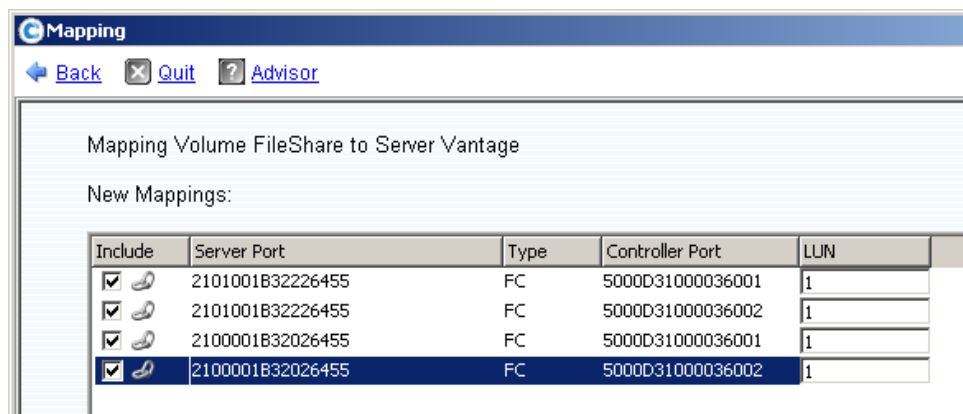 Mapping
Back Quit ? Advisor
Mapping Volume FileShare to Server Vantage
New Mappings:
Include Server Port Type Controller Port LUN
2101001B32226455 FC 5000D31000036001 1
2101001B32226455 FC 5000D31000036002 1
2100001B32026455 FC 5000D31000036001 1
2100001B32026455 FC 5000D31000036002 1